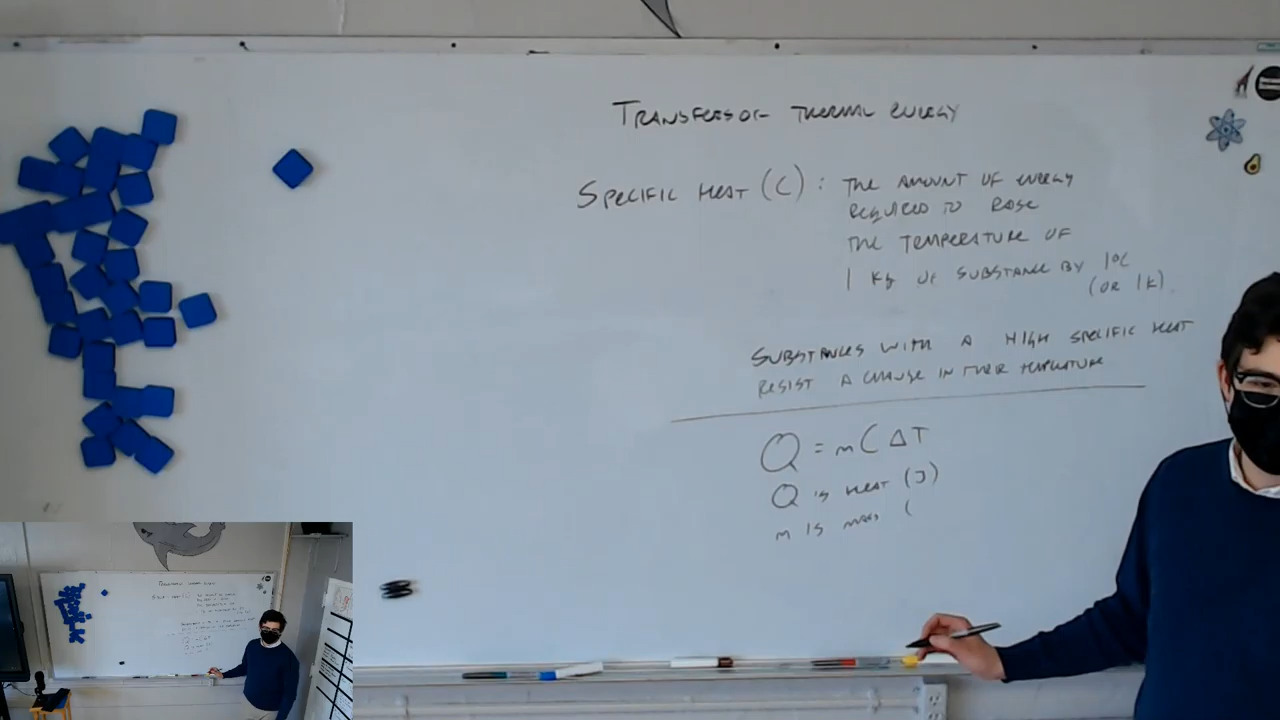 TRANSFERS OF THERMAL ENERGY
SPECIFIC HEAT (C) : THE AMOUNT OF ENERGY
REQUIRED TO RAISE
THE TEMPERATURE OF
1 Kg OF SUBSTANCE BY 1°C
(OR 1K).
SUBSTANCES WITH A HIGH SPECIFIC HEAT
RESIST A CHANGE IN THEIR TEMPERATURE
Q = mCΔT
Q is HEAT (J)
m IS MASS (